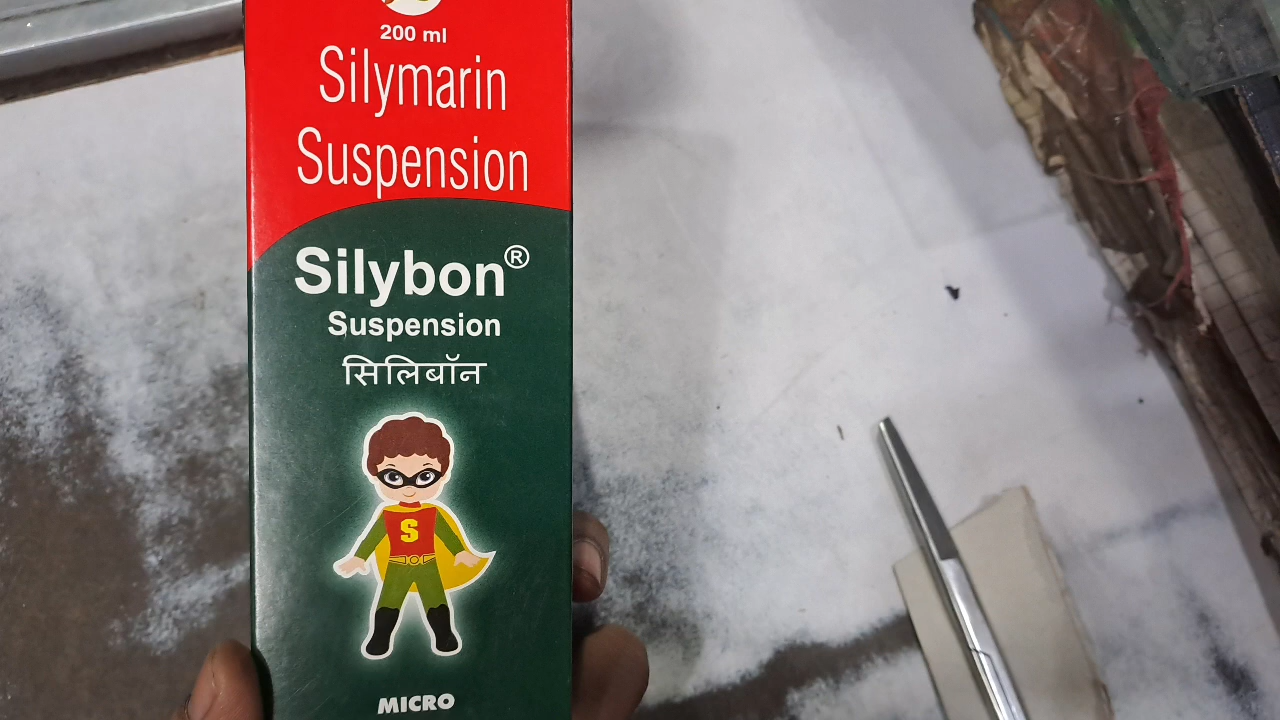 200 ml
Silymarin
Suspension
Silybon®
Suspension
सिलिबॉन
S
MICRO